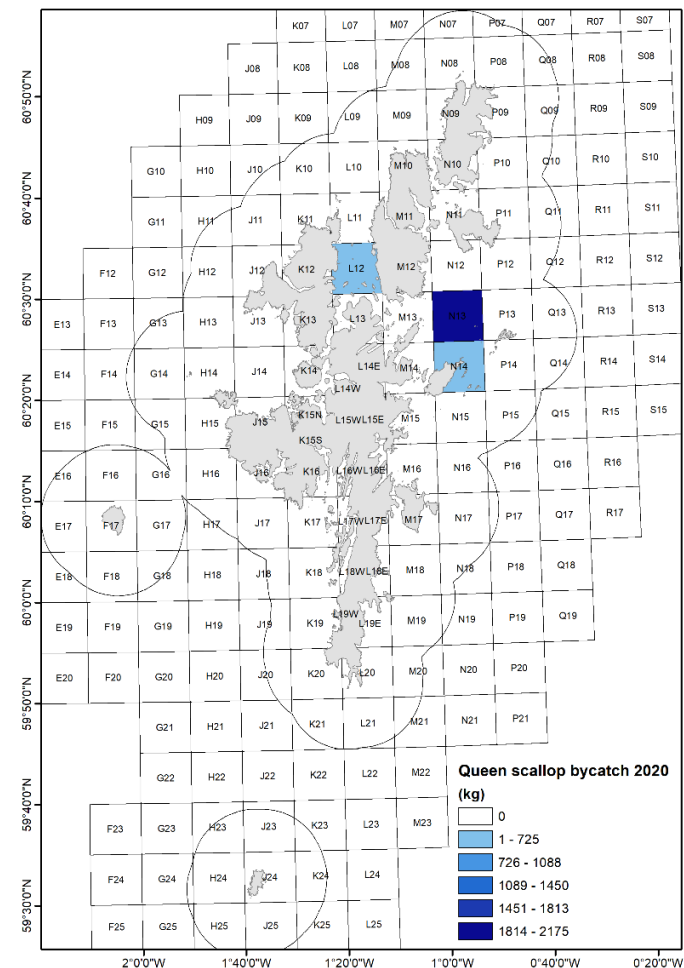 K07 L07 M07 N07 P07 Q07 R07 S07
J08 K08 L08 M08 N08 P08 Q08 R08 S08
60°50'0"N
H09 J09 K09 L09 M09 N09 P09 Q09 R09 S09
G10 H10 J10 K10 L10 M10 N10 P10 Q10 R10 S10
60°40'0"N
G11 H11 J11 K11 L11 M11 N11 P11 Q11 R11 S11
F12 G12 H12 J12 K12 L12 M12 N12 P12 Q12 R12 S12
60°30'0"N
E13 F13 G13 H13 J13 K13 L13 M13 N13 P13 Q13 R13 S13
E14 F14 G14 H14 J14 K14 L14E M14 N14 P14 Q14 R14 S14
60°20'0"N
L14W
E15 F15 G15 H15 J15 K15N L15W L15E M15 N15 P15 Q15 R15 S15
K15S
E16 F16 G16 H16 J16 K16 L16W L16E M16 N16 P16 Q16 R16
60°10'0"N
E17 F17 G17 H17 J17 K17 L17W L17E M17 N17 P17 Q17 R17
E18 F18 G18 H18 J18 K18 L18W L18E M18 N18 P18 Q18
60°0'0"N
L19W
E19 F19 G19 H19 J19 K19 L19E M19 N19 P19 Q19
E20 F20 G20 H20 J20 K20 L20 M20 N20 P20
59°50'0"N
G21 H21 J21 K21 L21 M21 N21 P21
G22 H22 J22 K22 L22 M22
59°40'0"N
F23 G23 H23 J23 K23 L23 M23
F24 G24 H24 J24 K24 L24
59°30'0"N
F25 G25 H25 J25 K25 L25
2°0'0"W 1°40'0"W 1°20'0"W 1°0'0"W 0°40'0"W 0°20'0"W
Queen scallop bycatch 2020
(kg)
0
1 - 725
726 - 1088
1089 - 1450
1451 - 1813
1814 - 2175